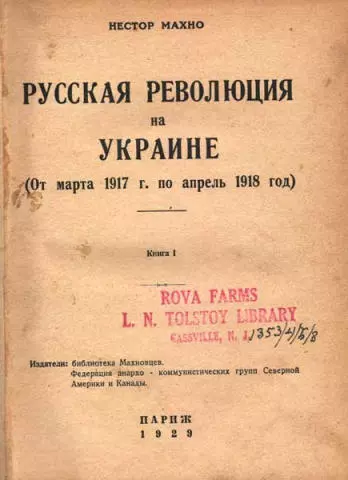 НЕСТОР МАХНО
РУССКАЯ РЕВОЛЮЦИЯ
на
УКРАИНЕ
(От марта 1917 г. по апрель 1918 год)
Книга I
ROVA FARMS
L. N. TOLSTOY LIBRARY
CASSVILLE, N. J.
Издатели: библиотека Махновцев.
Федерация анархо - коммунистических групп Северной
Америки и Канады.
ПАРИЖ
1929